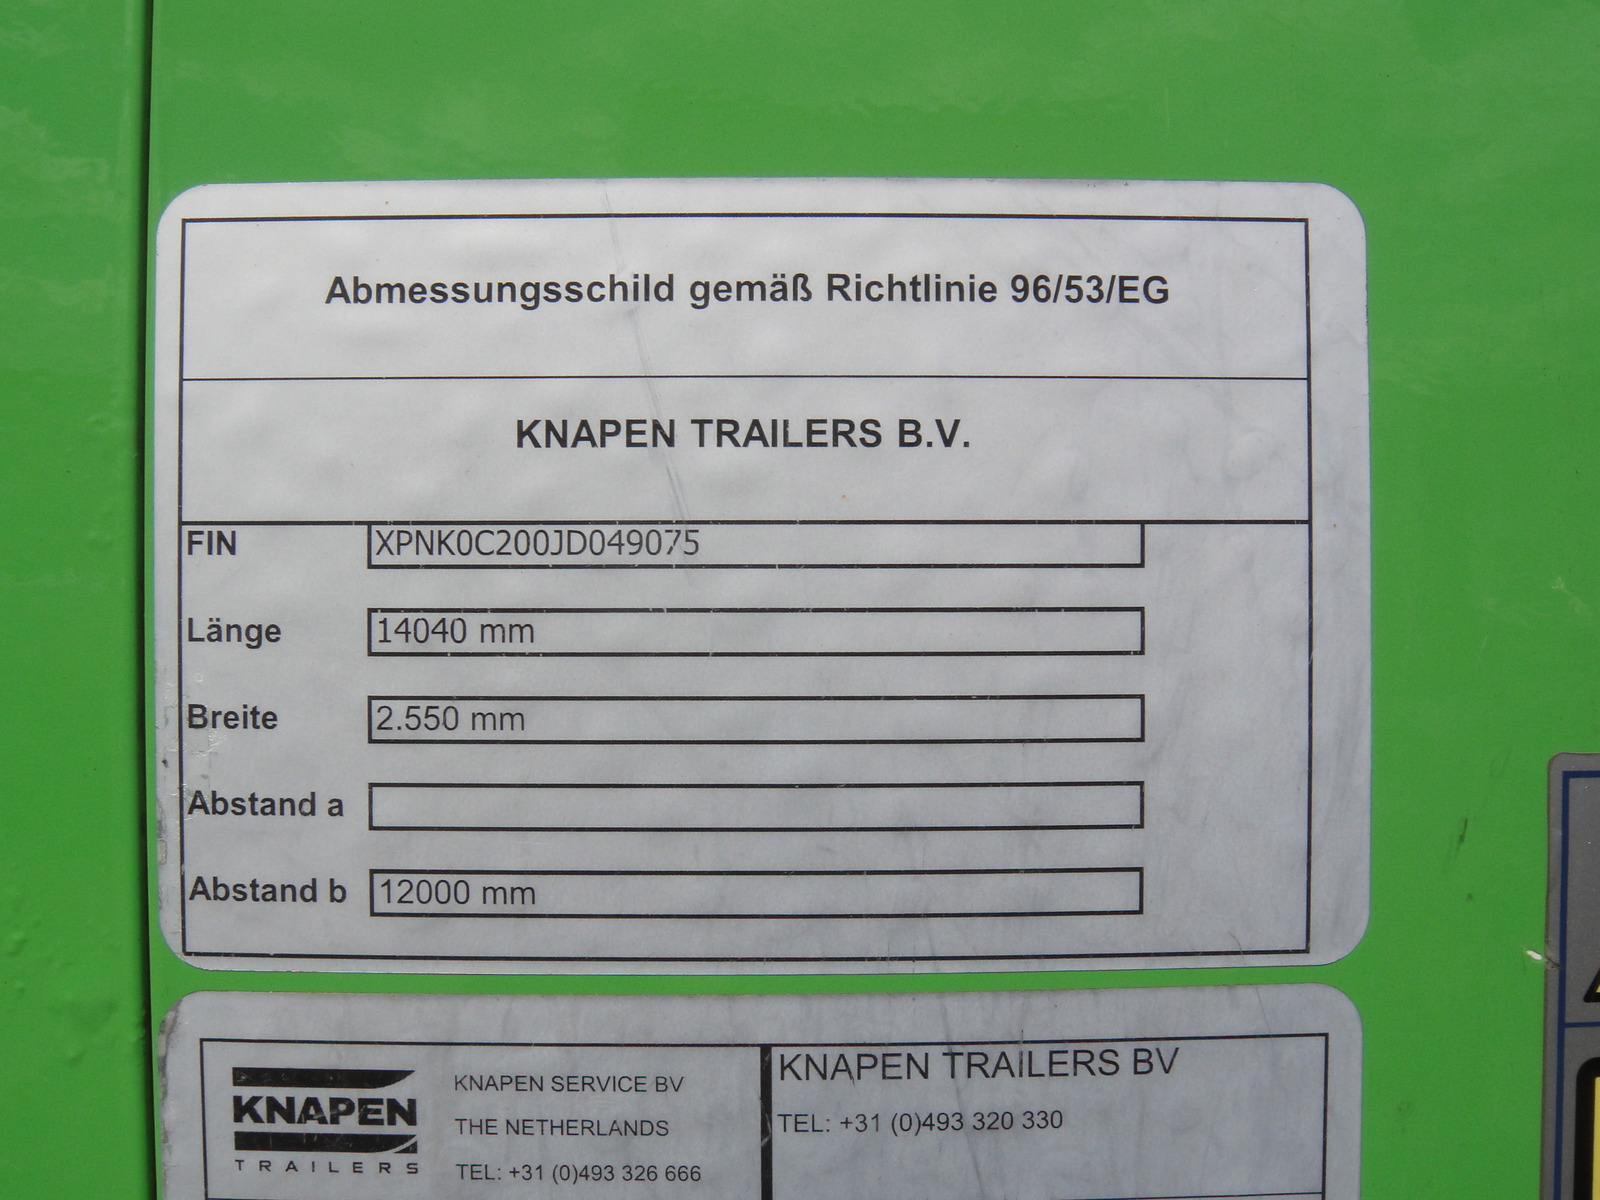 Abmessungsschild gemäß Richtlinie 96/53/EG
KNAPEN TRAILERS B.V.
FIN XPNK0C200JD049075
Länge 14040 mm
Breite 2.550 mm
Abstand a
Abstand b 12000 mm
KNAPEN
TRAILERS
KNAPEN SERVICE BV
THE NETHERLANDS
TEL: +31 (0)493 326 666
KNAPEN TRAILERS BV
TEL: +31 (0)493 320 330